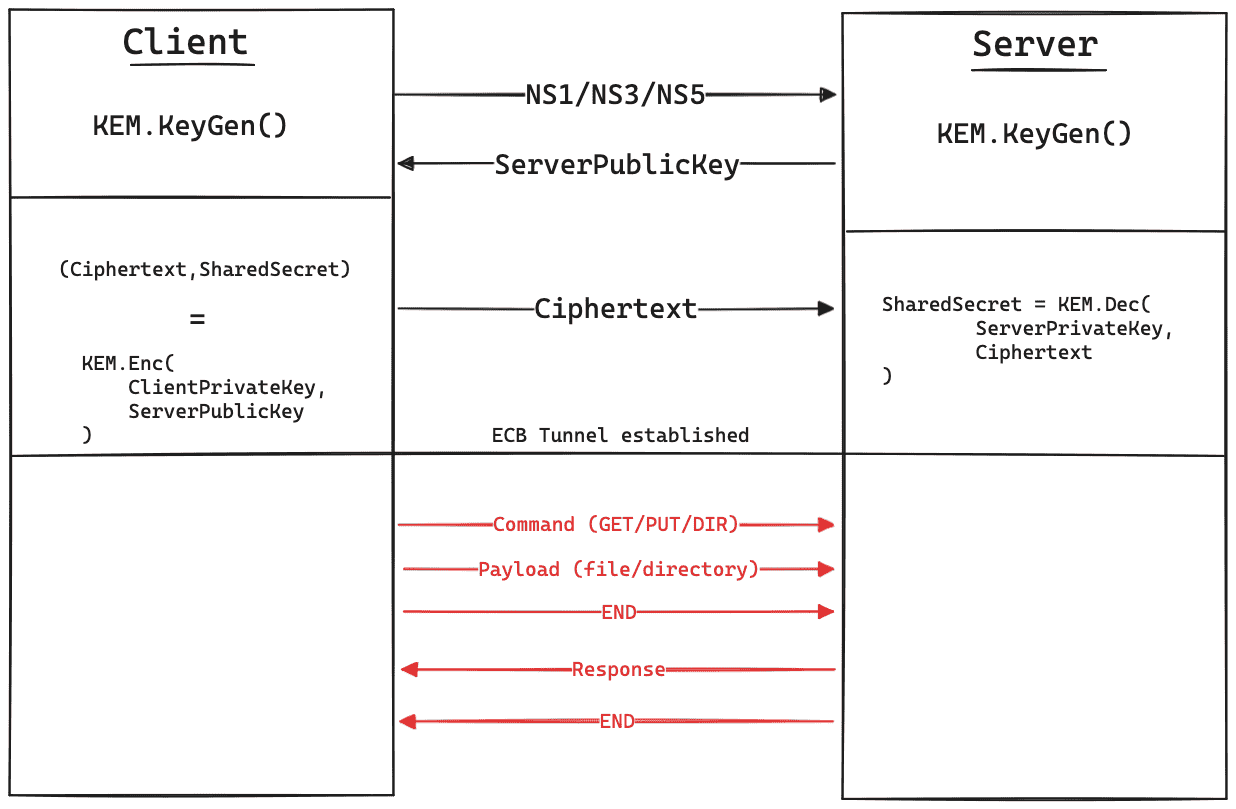 Client
KEM.KeyGen()
NS1/NS3/NS5
ServerPublicKey
Server
KEM.KeyGen()
(Ciphertext,SharedSecret)
=
KEM.Enc(
ClientPrivateKey,
ServerPublicKey
)
Ciphertext
SharedSecret = KEM.Dec(
ServerPrivateKey,
Ciphertext
)
ECB Tunnel established
Command (GET/PUT/DIR)
Payload (file/directory)
END
Response
END